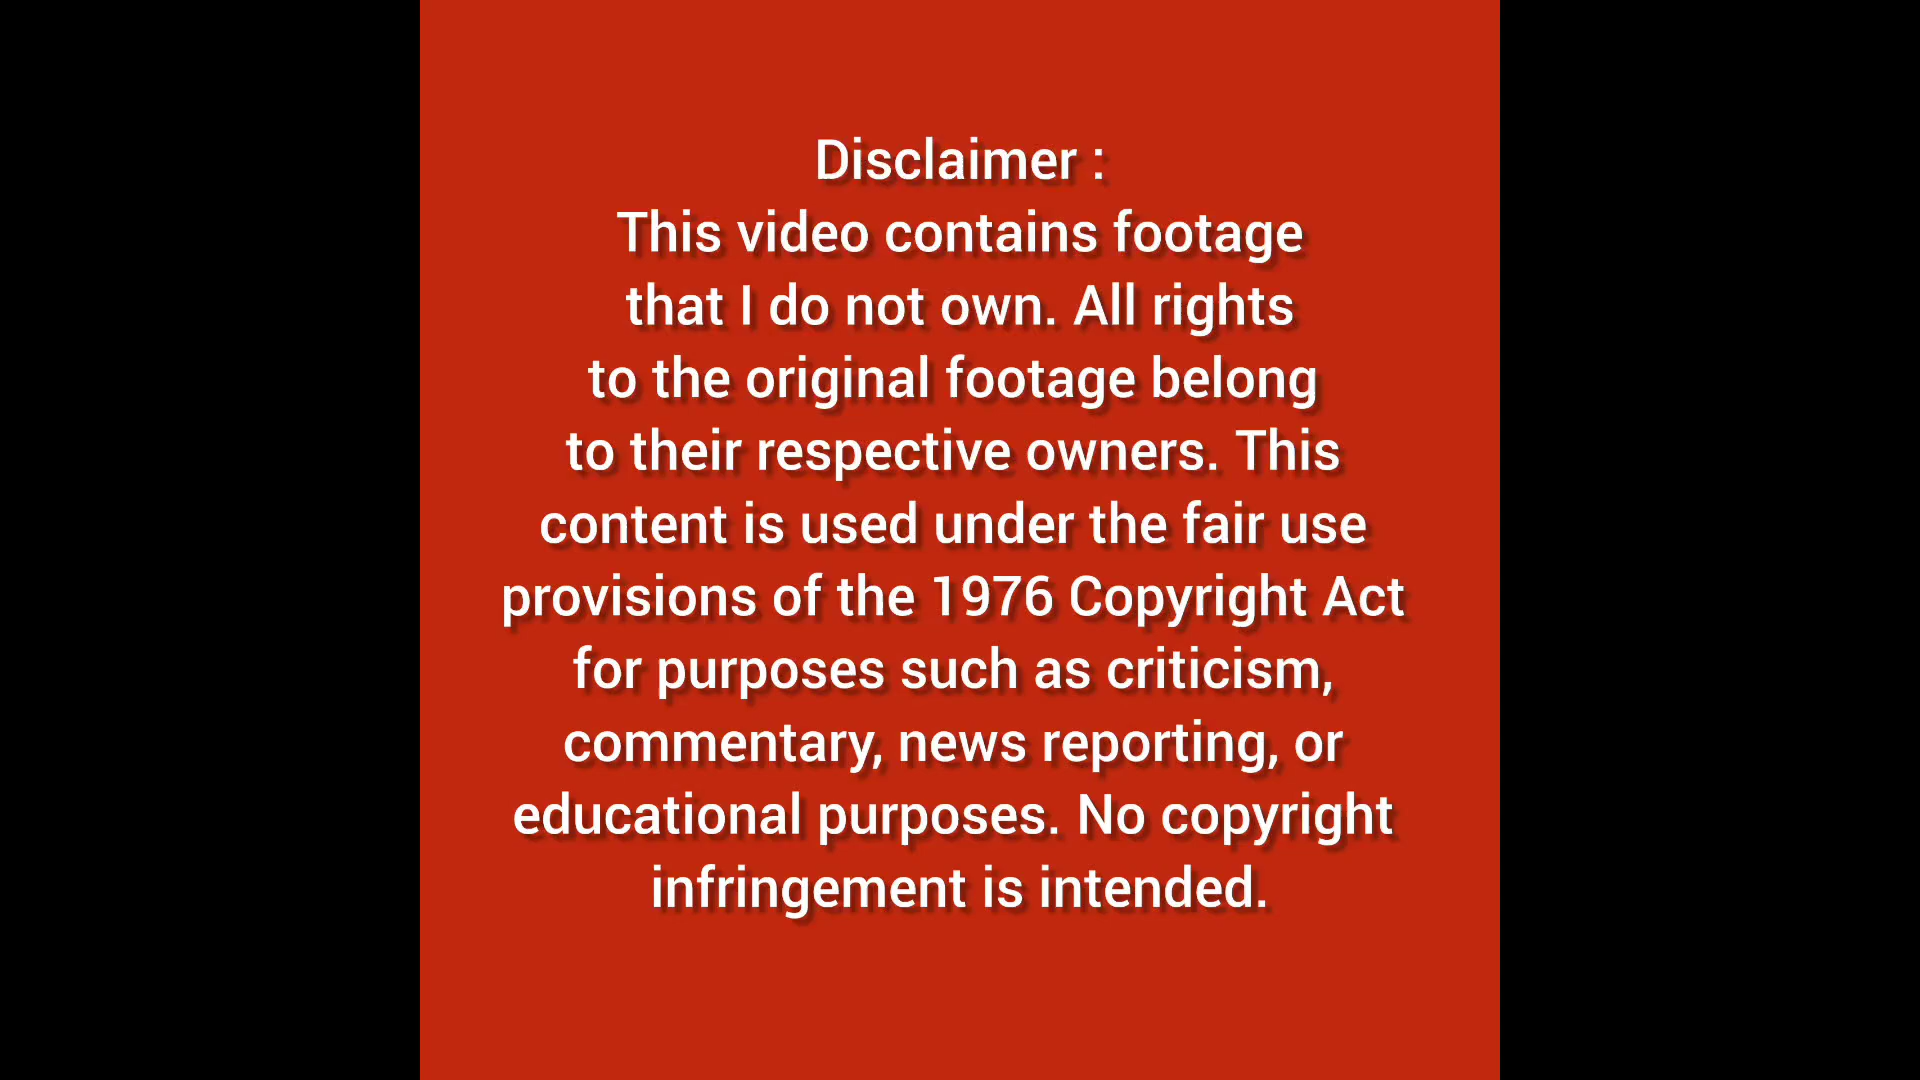 Disclaimer :
This video contains footage
that I do not own. All rights
to the original footage belong
to their respective owners. This
content is used under the fair use
provisions of the 1976 Copyright Act
for purposes such as criticism,
commentary, news reporting, or
educational purposes. No copyright
infringement is intended.